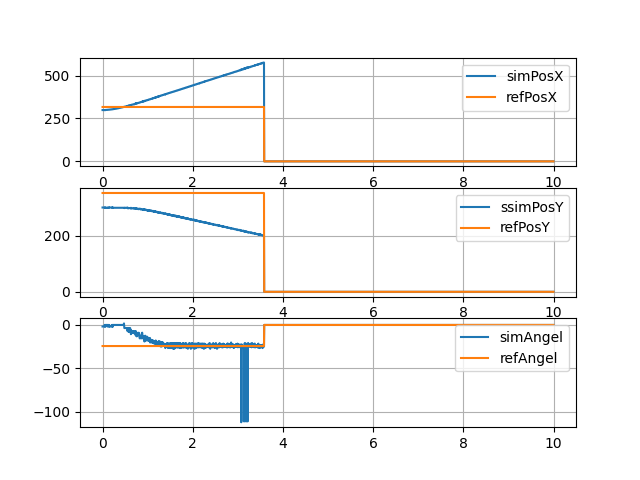 500
250
0
simPosX
refPosX
0 2 4 6 8 10
200
0
ssimPosY
refPosY
0 2 4 6 8 10
0
−50
−100
simAngel
refAngel
0 2 4 6 8 10